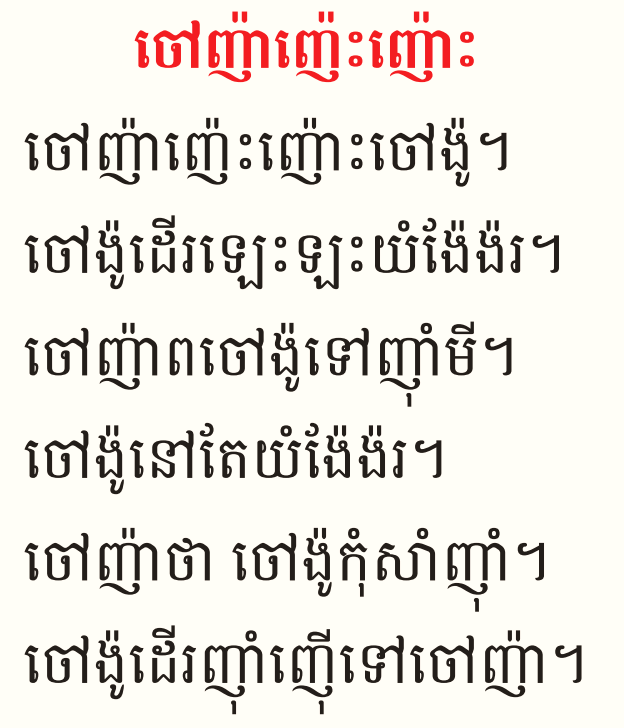 ចៅញ៉ាញ៉េះញ៉ោះ
ចៅញ៉ាញ៉េះញ៉ោះចៅង៉ូ។
ចៅង៉ូដើរឡេះឡះយំង៉ែង៉រ។
ចៅញ៉ាពចៅង៉ូទៅញ៉ាំមី។
ចៅង៉ូនៅតែយំង៉ែង៉រ។
ចៅញ៉ាថា ចៅង៉ូកុំសាំញ៉ាំ។
ចៅង៉ូដើរញ៉ាំញ៉ើទៅចៅញ៉ា។